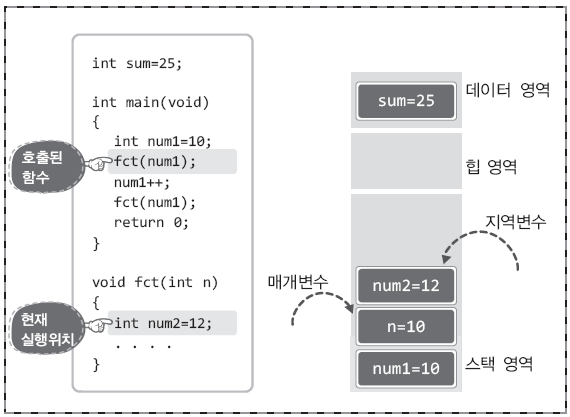 int sum=25;
int main(void)
{
int num1=10;
fct(num1);
num1++;
fct(num1);
return 0;
}
void fct(int n)
{
int num2=12;
. . . .
}
호출된
함수
현재
실행위치
sum=25
데이터 영역
힙 영역
지역변수
매개변수
num2=12
n=10
num1=10
스택 영역